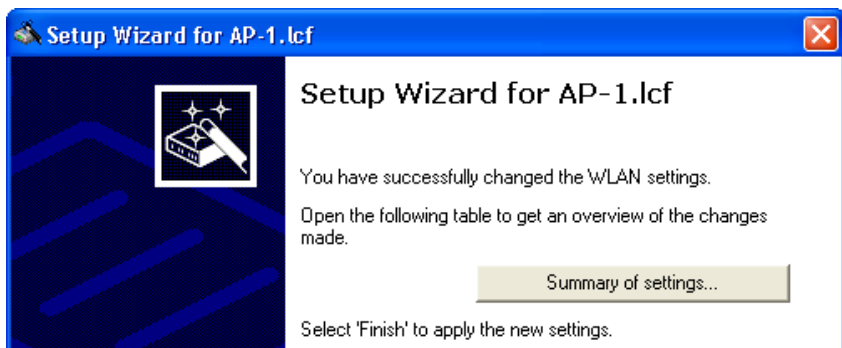 Setup Wizard for AP-1.lcf
Setup Wizard for AP-1.lcf
You have successfully changed the WLAN settings.
Open the following table to get an overview of the changes
made.
Summary of settings...
Select 'Finish' to apply the new settings.